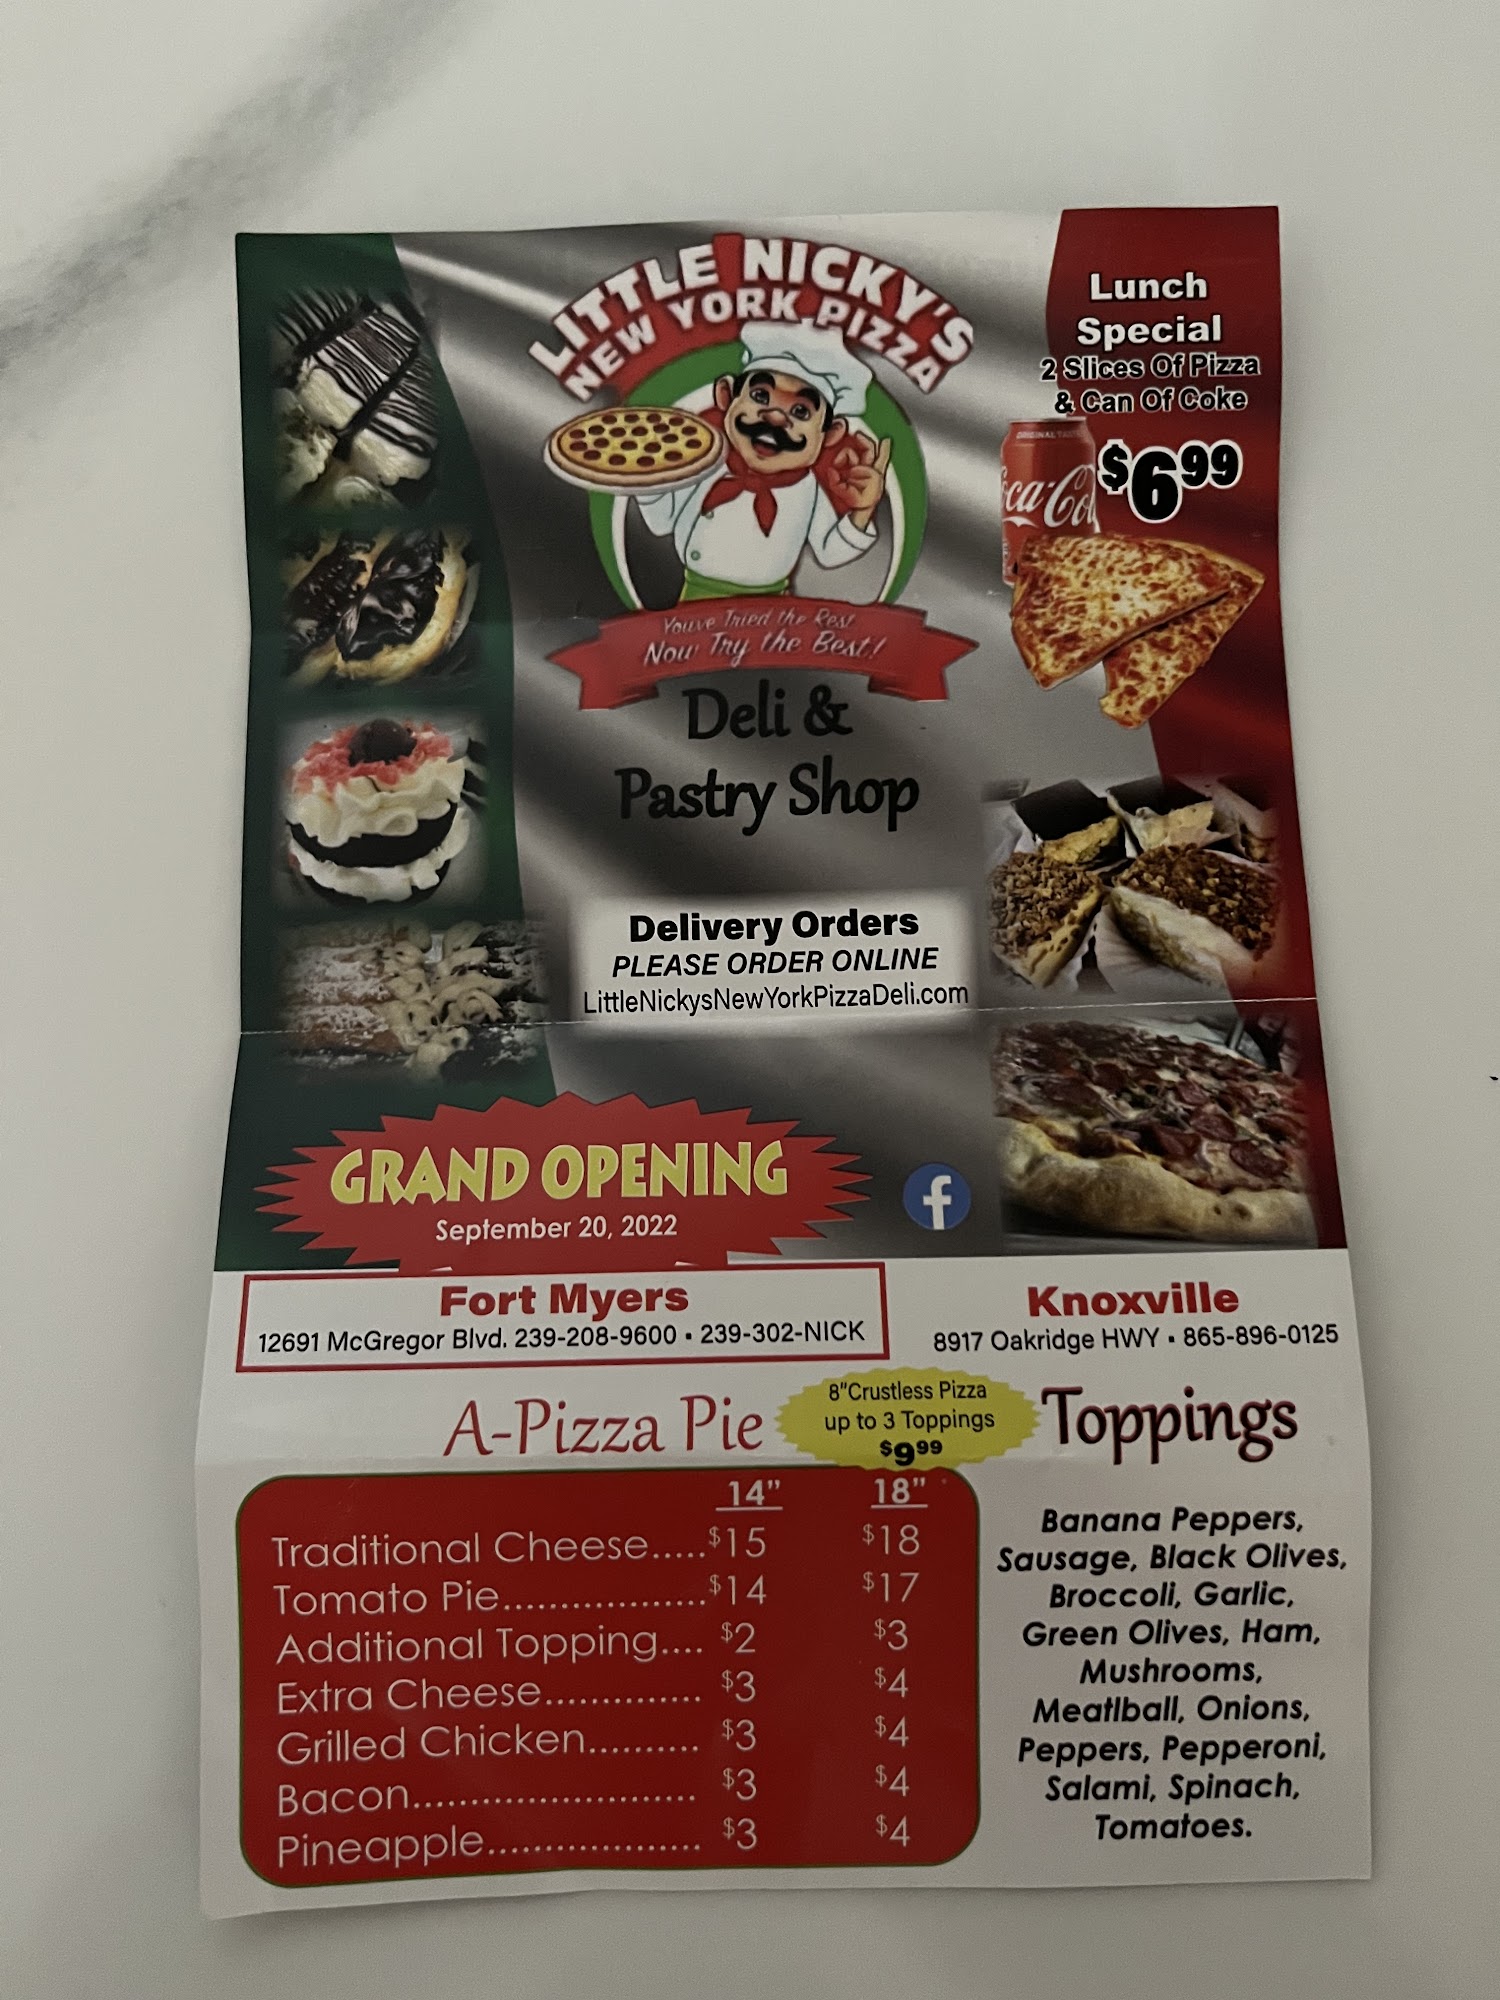 LITTLE NICKY'S
NEW YORK PIZZA
You've Tried the Rest
Now Try the Best!
Deli &
Pastry Shop
Lunch
Special
2 Slices Of Pizza
& Can Of Coke
$6.99
ORIGINAL TASTE
Coca-Cola
Delivery Orders
PLEASE ORDER ONLINE
LittleNickysNewYorkPizzaDeli.com
GRAND OPENING
September 20, 2022
f
Fort Myers
12691 McGregor Blvd. 239-208-9600 • 239-302-NICK
Knoxville
8917 Oakridge HWY • 865-896-0125
A-Pizza Pie
8"Crustless Pizza
up to 3 Toppings
$9.99
14" 18"
Traditional Cheese.....$15 $18
Tomato Pie..................$14 $17
Additional Topping.... $2 $3
Extra Cheese.............. $3 $4
Grilled Chicken.......... $3 $4
Bacon......................... $3 $4
Pineapple................... $3 $4
Toppings
Banana Peppers,
Sausage, Black Olives,
Broccoli, Garlic,
Green Olives, Ham,
Mushrooms,
Meatlball, Onions,
Peppers, Pepperoni,
Salami, Spinach,
Tomatoes.